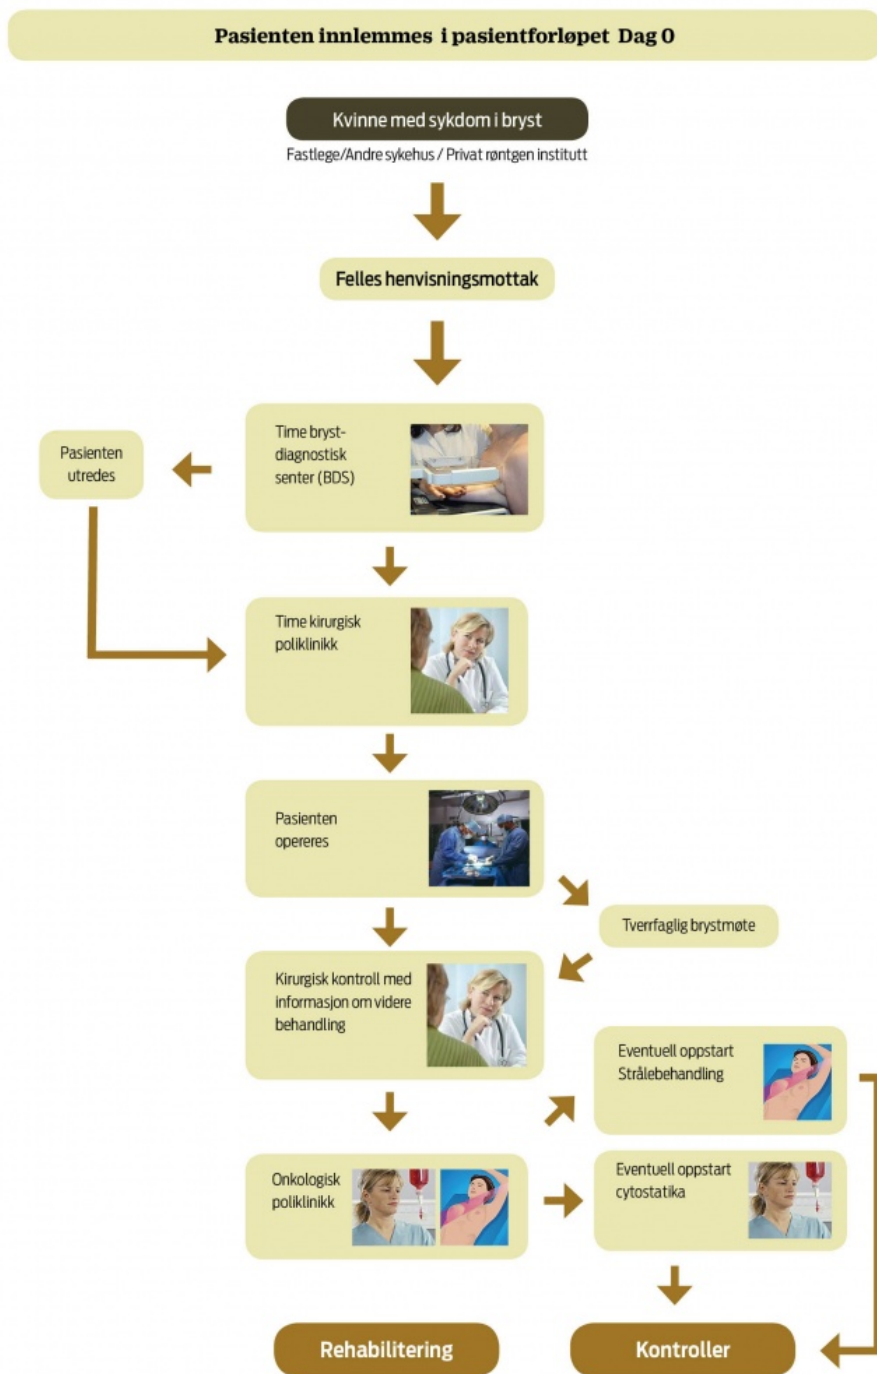 Pasienten innlemmes i pasientforløpet Dag 0
Kvinne med sykdom i bryst
Fastlege/Andre sykehus / Privat røntgen institutt
Felles henvisningsmottak
Time bryst-
diagnostisk
senter (BDS)
Pasienten
utredes
Time kirurgisk
poliklinikk
Pasienten
opereres
Tverrfaglig brystmøte
Kirurgisk kontroll med
informasjon om videre
behandling
Eventuell oppstart
Strålebehandling
Onkologisk
poliklinikk
Eventuell oppstart
cytostatika
Rehabilitering
Kontroller